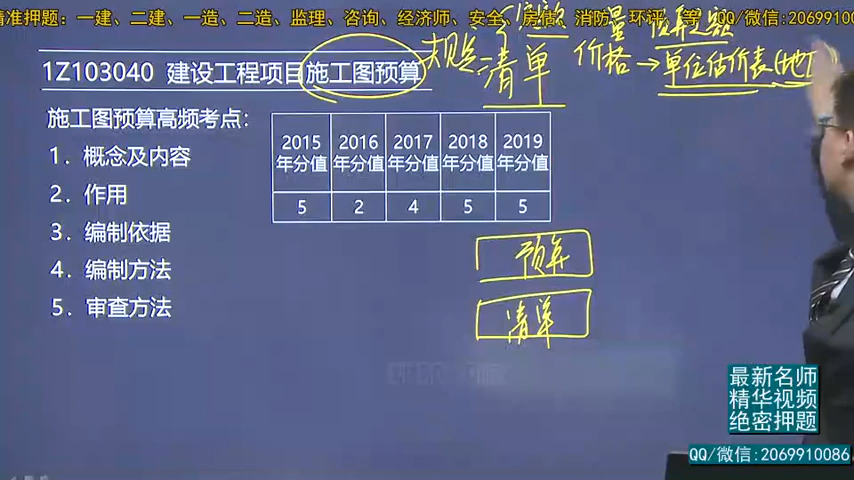 精准押题：一建、二建、一造、二造、监理、咨询、经济师、安全、房估、消防、环评、等 QQ/微信:20699100
定额 量
规定 清单 价格→单位估价表(地
1Z103040 建设工程项目施工图预算
施工图预算高频考点：
1. 概念及内容
2. 作用
3. 编制依据
4. 编制方法
5. 审查方法
2015年分值 2016年分值 2017年分值 2018年分值 2019年分值
5 2 4 5 5
预算
清单
最新名师
精华视频
绝密押题
QQ/微信:2069910086